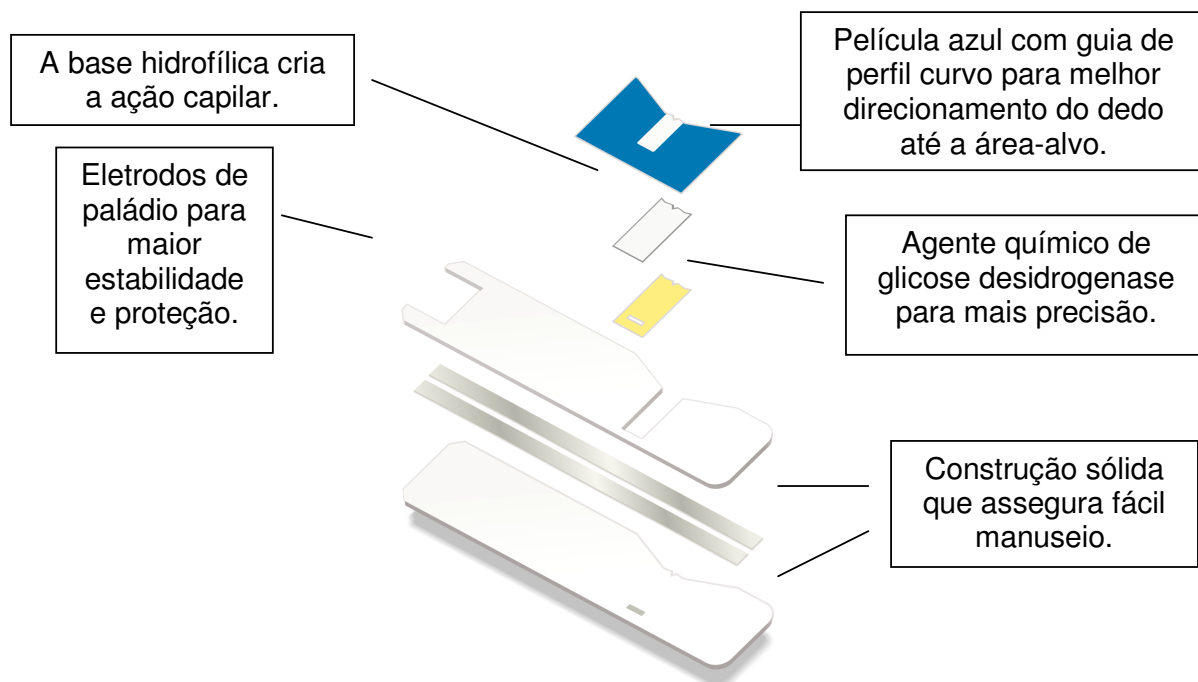 A base hidrofílica cria
a ação capilar.
Película azul com guia de
perfil curvo para melhor
direcionamento do dedo
até a área-alvo.
Eletrodos de
paládio para
maior
estabilidade
e proteção.
Agente químico de
glicose desidrogenase
para mais precisão.
Construção sólida
que assegura fácil
manuseio.